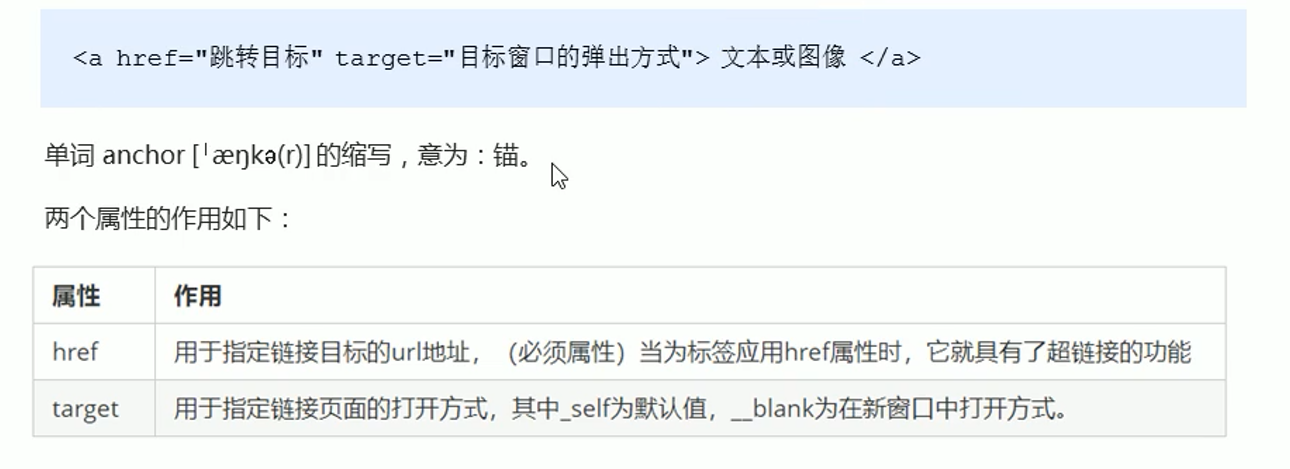 <a href="跳转目标" target="目标窗口的弹出方式"> 文本或图像 </a>
单词 anchor [ˈæŋkə(r)] 的缩写，意为：锚。
两个属性的作用如下：
属性 作用
href 用于指定链接目标的url地址，（必须属性）当为标签应用href属性时，它就具有了超链接的功能
target 用于指定链接页面的打开方式，其中_self为默认值，__blank为在新窗口中打开方式。